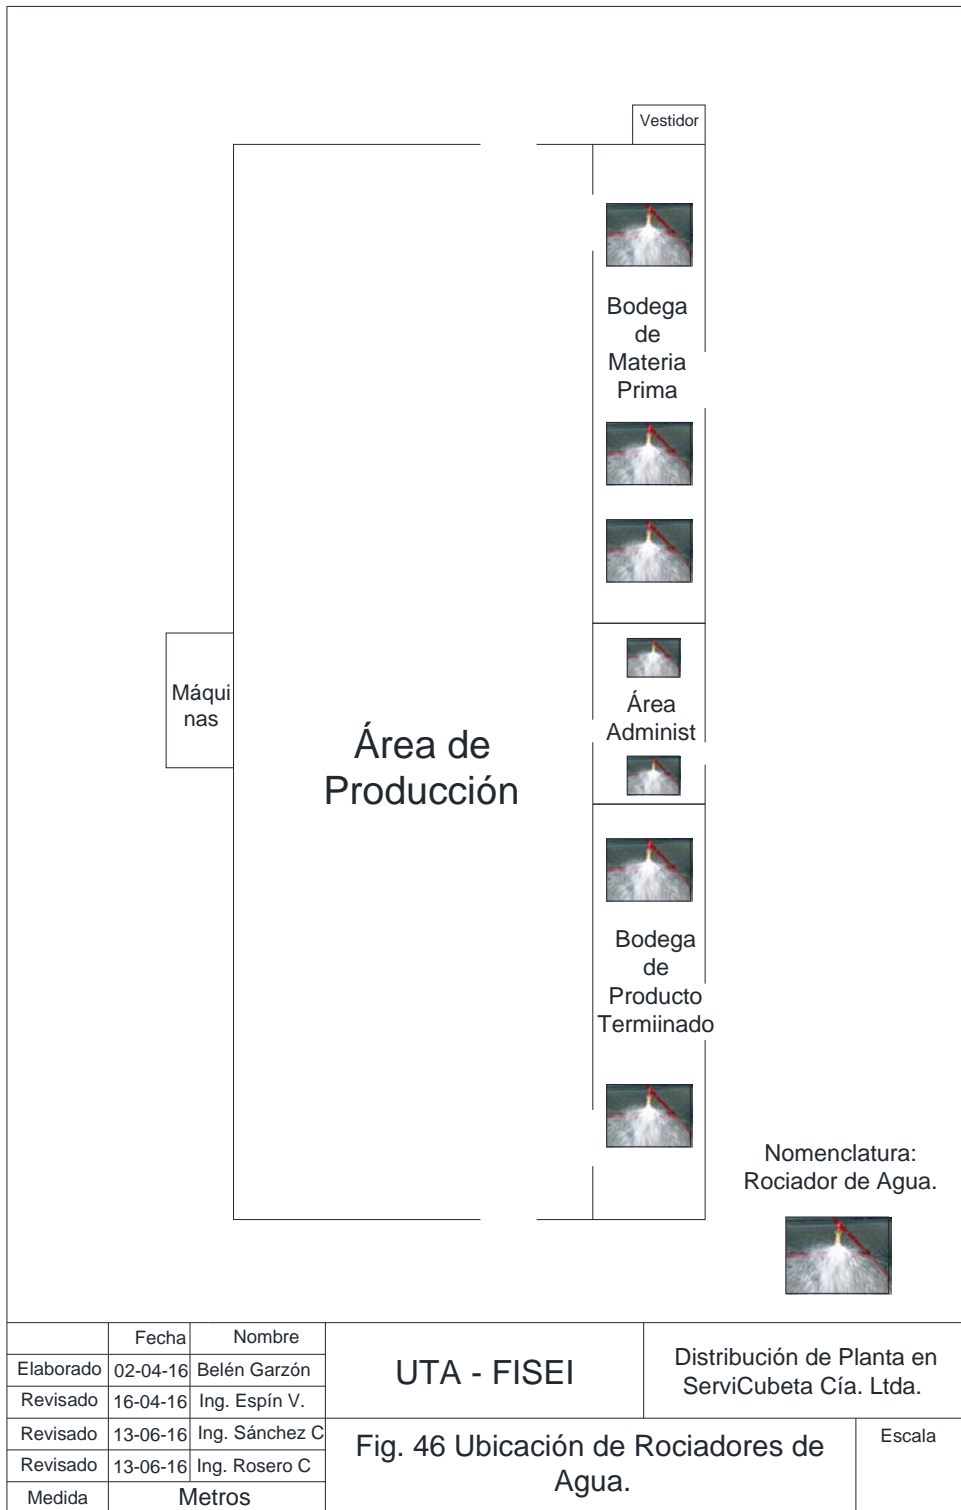 Vestidor
Bodega
de
Materia
Prima
Máqui
nas
Área de
Producción
Área
Administ
Bodega
de
Producto
Termiinado
Nomenclatura:
Rociador de Agua.
Fecha Nombre
Elaborado 02-04-16 Belén Garzón
Revisado 16-04-16 Ing. Espín V.
Revisado 13-06-16 Ing. Sánchez C
Revisado 13-06-16 Ing. Rosero C
Medida Metros
UTA - FISEI
Distribución de Planta en
ServiCubeta Cía. Ltda.
Fig. 46 Ubicación de Rociadores de
Agua.
Escala